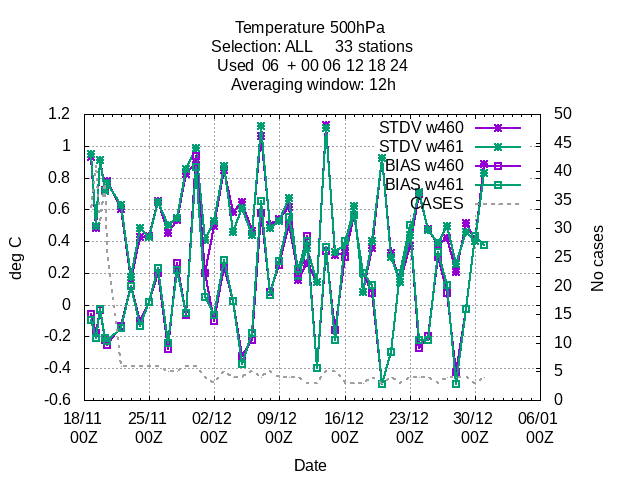 Temperature 500hPa
Selection: ALL 33 stations
Used 06 + 00 06 12 18 24
Averaging window: 12h
1.2
1
0.8
0.6
0.4
0.2
0
-0.2
-0.4
-0.6
deg C
50
45
40
35
30
25
20
15
10
5
0
No cases
STDV w460
STDV w461
BIAS w460
BIAS w461
CASES
18/11 25/11 02/12 09/12 16/12 23/12 30/12 06/01
00Z 00Z 00Z 00Z 00Z 00Z 00Z 00Z
Date